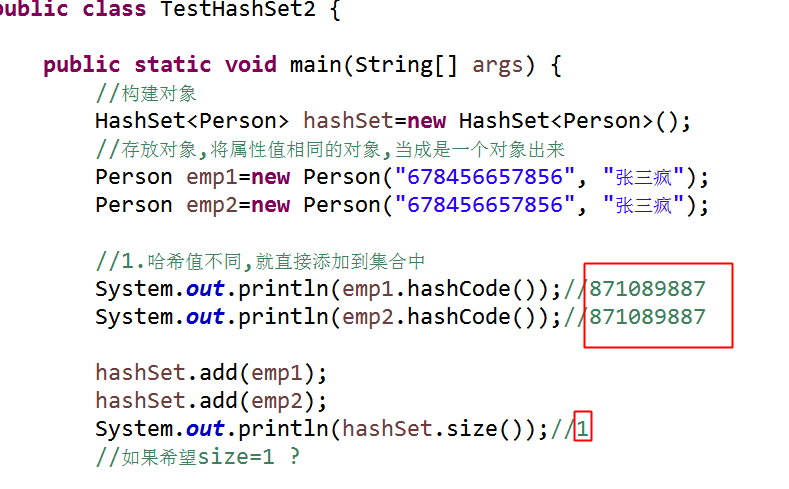 public class TestHashSet2 {
public static void main(String[] args) {
//构建对象
HashSet<Person> hashSet=new HashSet<Person>();
//存放对象,将属性值相同的对象,当成是一个对象出来
Person emp1=new Person("678456657856", "张三疯");
Person emp2=new Person("678456657856", "张三疯");
//1.哈希值不同,就直接添加到集合中
System.out.println(emp1.hashCode());//871089887
System.out.println(emp2.hashCode());//871089887
hashSet.add(emp1);
hashSet.add(emp2);
System.out.println(hashSet.size());//1
//如果希望size=1 ?